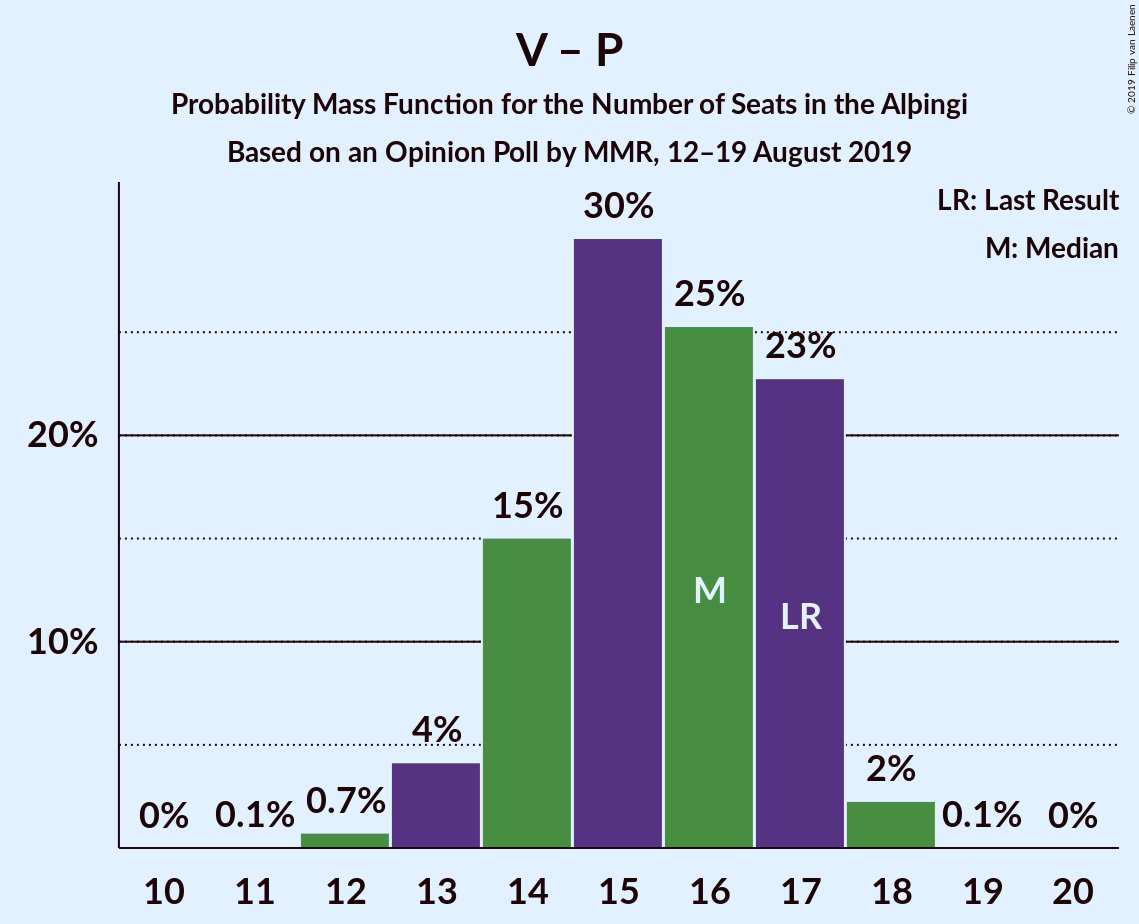 V – P
Probability Mass Function for the Number of Seats in the Alþingi
Based on an Opinion Poll by MMR, 12–19 August 2019
© 2019 Filip van Laenen
LR: Last Result
M: Median
30%
25%
23%
20%
15%
M
LR
10%
4%
2%
0.7%
0%
0.1%
0.1%
0%
10 11 12 13 14 15 16 17 18 19 20